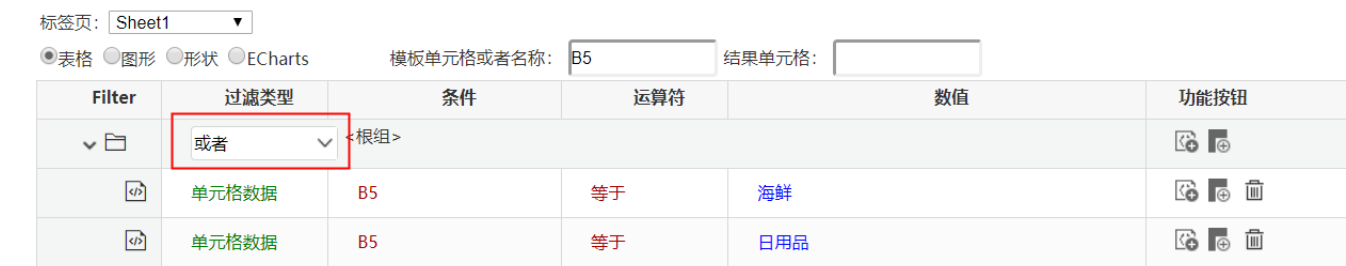 标签页: Sheet1
表格 图形 形状 ECharts 模板单元格或者名称: B5 结果单元格:
Filter 过滤类型 条件 运算符 数值 功能按钮
或者 <根组>
单元格数据 B5 等于 海鲜
单元格数据 B5 等于 日用品